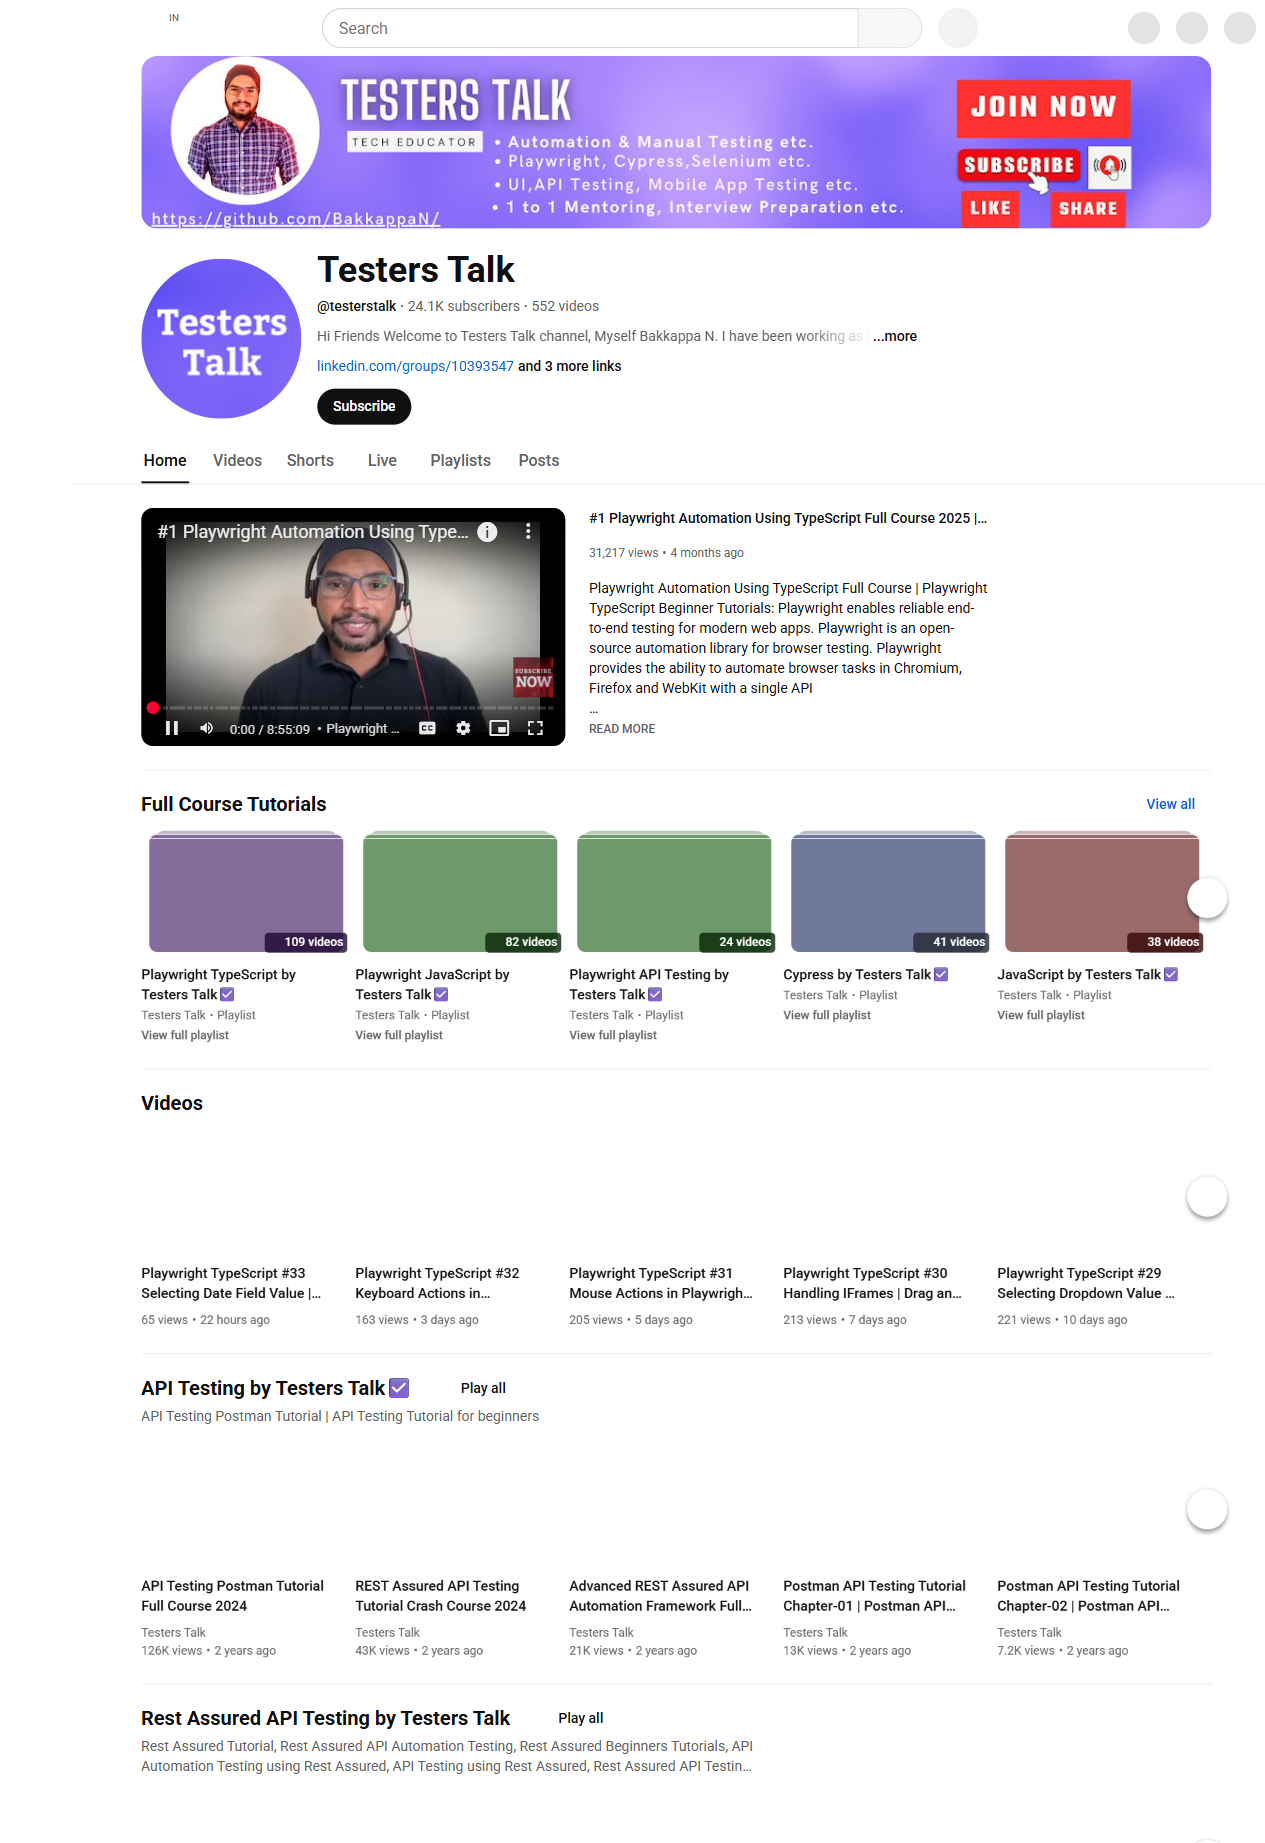 IN
Search
TESTERS TALK
TECH EDUCATOR
• Automation & Manual Testing etc.
• Playwright, Cypress,Selenium etc.
• UI,API Testing, Mobile App Testing etc.
• 1 to 1 Mentoring, Interview Preparation etc.
https://github.com/BakkappaN/
JOIN NOW
SUBSCRIBE
LIKE
SHARE
Testers
Talk
Testers Talk
@testerstalk · 24.1K subscribers · 552 videos
Hi Friends Welcome to Testers Talk channel, Myself Bakkappa N. I have been working as ...more
linkedin.com/groups/10393547 and 3 more links
Subscribe
Home Videos Shorts Live Playlists Posts
#1 Playwright Automation Using Type...
SUBSCRIBE
NOW
0:00 / 8:55:09 • Playwright ...
CC
#1 Playwright Automation Using TypeScript Full Course 2025 |...
31,217 views • 4 months ago
Playwright Automation Using TypeScript Full Course | Playwright
TypeScript Beginner Tutorials: Playwright enables reliable end-
to-end testing for modern web apps. Playwright is an open-
source automation library for browser testing. Playwright
provides the ability to automate browser tasks in Chromium,
Firefox and WebKit with a single API
...
READ MORE
Full Course Tutorials
View all
109 videos
82 videos
24 videos
41 videos
38 videos
Playwright TypeScript by
Testers Talk☑
Testers Talk · Playlist
View full playlist
Playwright JavaScript by
Testers Talk☑
Testers Talk · Playlist
View full playlist
Playwright API Testing by
Testers Talk☑
Testers Talk · Playlist
View full playlist
Cypress by Testers Talk☑
Testers Talk · Playlist
View full playlist
JavaScript by Testers Talk☑
Testers Talk · Playlist
View full playlist
Videos
Playwright TypeScript #33
Selecting Date Field Value |...
65 views • 22 hours ago
Playwright TypeScript #32
Keyboard Actions in...
163 views • 3 days ago
Playwright TypeScript #31
Mouse Actions in Playwrigh...
205 views • 5 days ago
Playwright TypeScript #30
Handling IFrames | Drag an...
213 views • 7 days ago
Playwright TypeScript #29
Selecting Dropdown Value ...
221 views • 10 days ago
API Testing by Testers Talk☑
Play all
API Testing Postman Tutorial | API Testing Tutorial for beginners
API Testing Postman Tutorial
Full Course 2024
Testers Talk
126K views • 2 years ago
REST Assured API Testing
Tutorial Crash Course 2024
Testers Talk
43K views • 2 years ago
Advanced REST Assured API
Automation Framework Full...
Testers Talk
21K views • 2 years ago
Postman API Testing Tutorial
Chapter-01 | Postman API...
Testers Talk
13K views • 2 years ago
Postman API Testing Tutorial
Chapter-02 | Postman API...
Testers Talk
7.2K views • 2 years ago
Rest Assured API Testing by Testers Talk
Play all
Rest Assured Tutorial, Rest Assured API Automation Testing, Rest Assured Beginners Tutorials, API
Automation Testing using Rest Assured, API Testing using Rest Assured, Rest Assured API Testin...